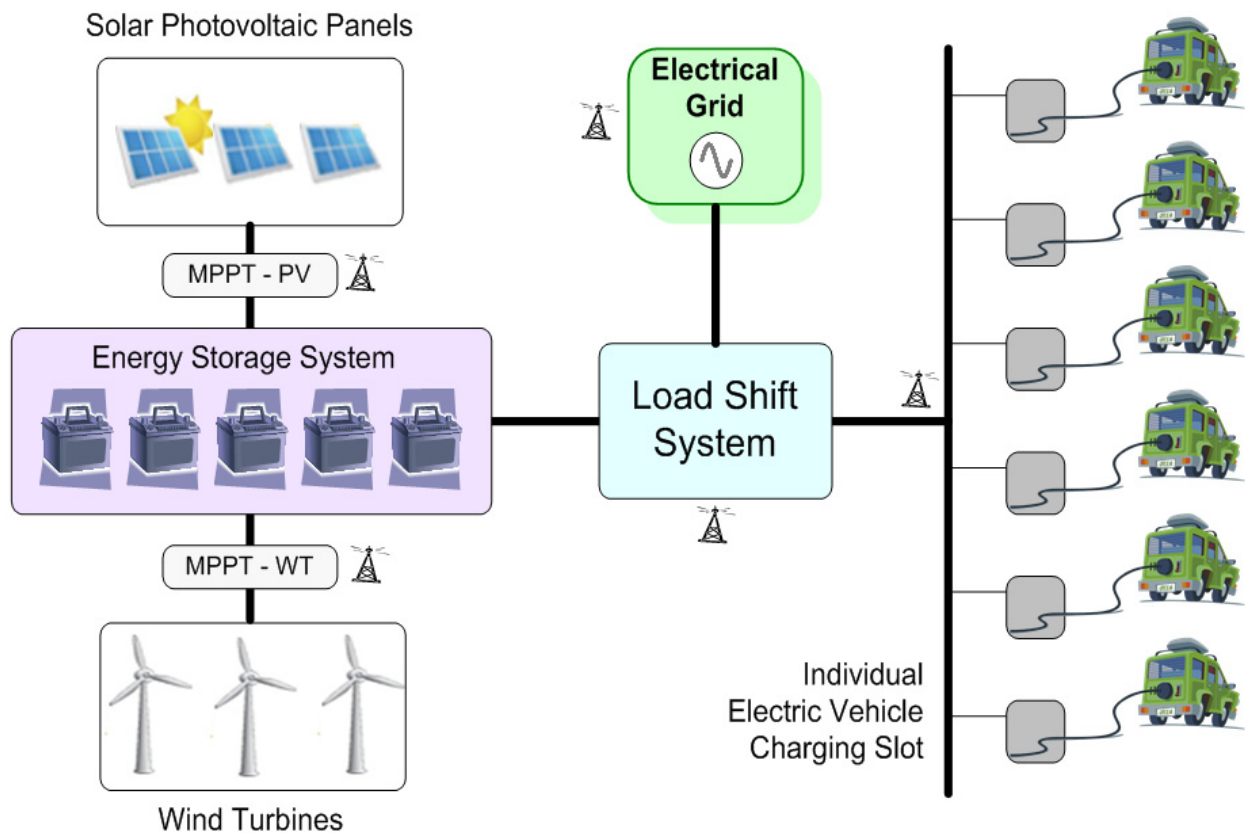 Solar Photovoltaic Panels
MPPT - PV
Energy Storage System
MPPT - WT
Wind Turbines
Electrical
Grid
Load Shift
System
Individual
Electric Vehicle
Charging Slot